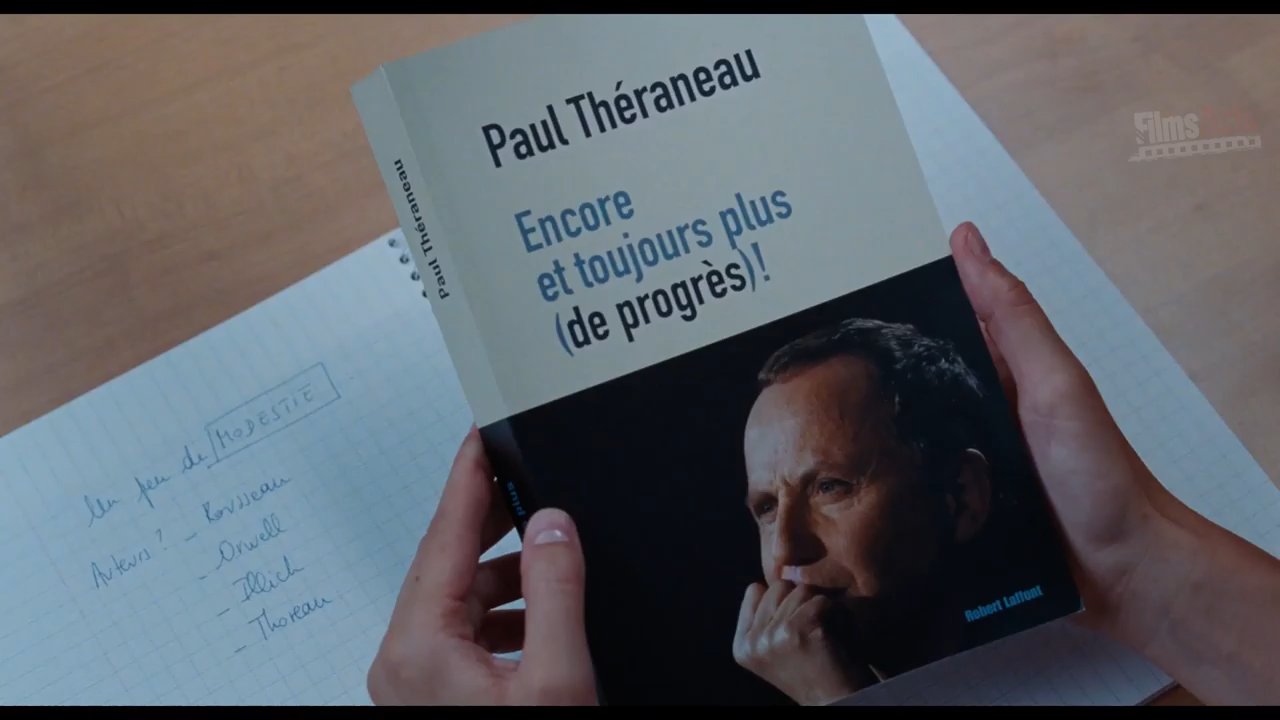 Paul Théraneau
Encore
et toujours plus
(de progrès)!
Robert Laffont
Paul Théraneau
plus
Un peu de MODESTIE
Auteurs? - Rousseau
- Orwell
- Illich
- Thoreau
Films